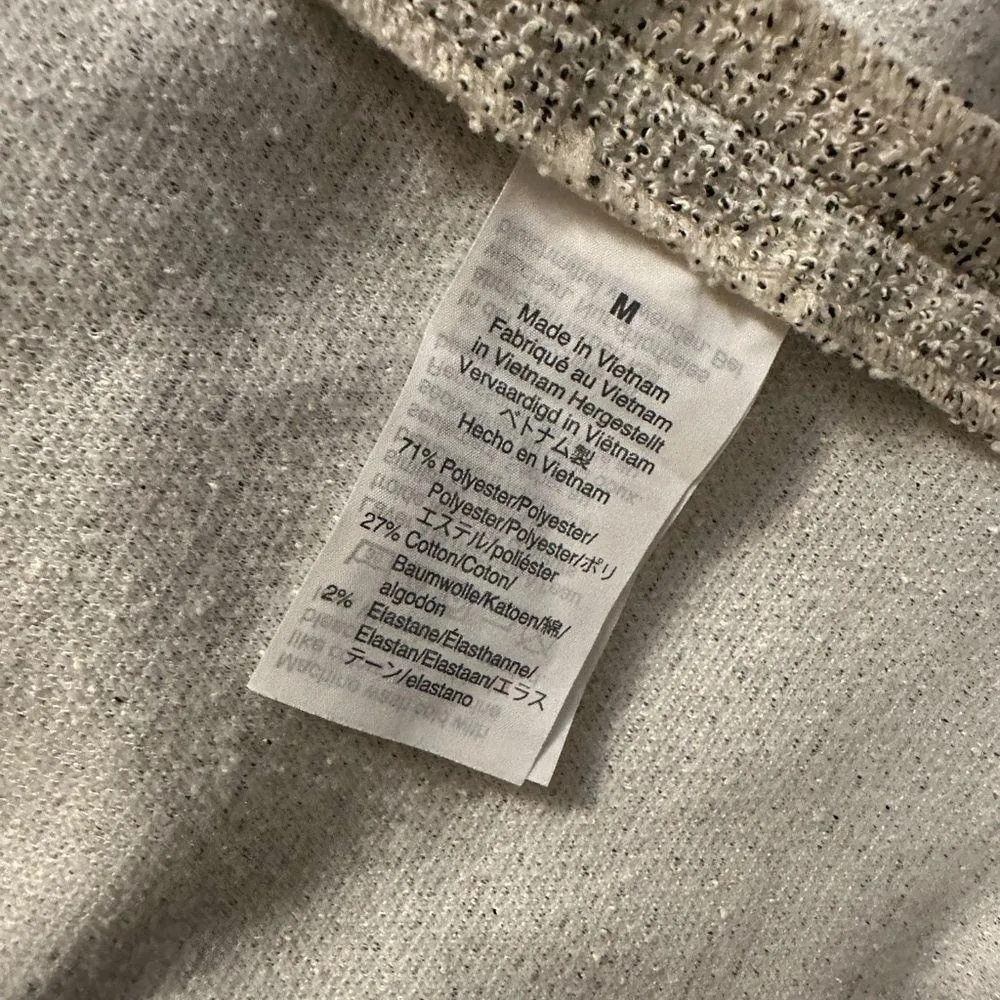 M
Made in Vietnam
Fabriqué au Vietnam
in Vietnam Hergestellt
Vervaardigd in Viëtnam
ベトナム製
Hecho en Vietnam
71% Polyester/Polyester/
Polyester/Polyester/ポリ
エステル/poliéster
27% Cotton/Coton/
Baumwolle/Katoen/綿/
algodón
2% Elastane/Élasthanne/
Elastan/Elastaan/エラス
テーン/elastano